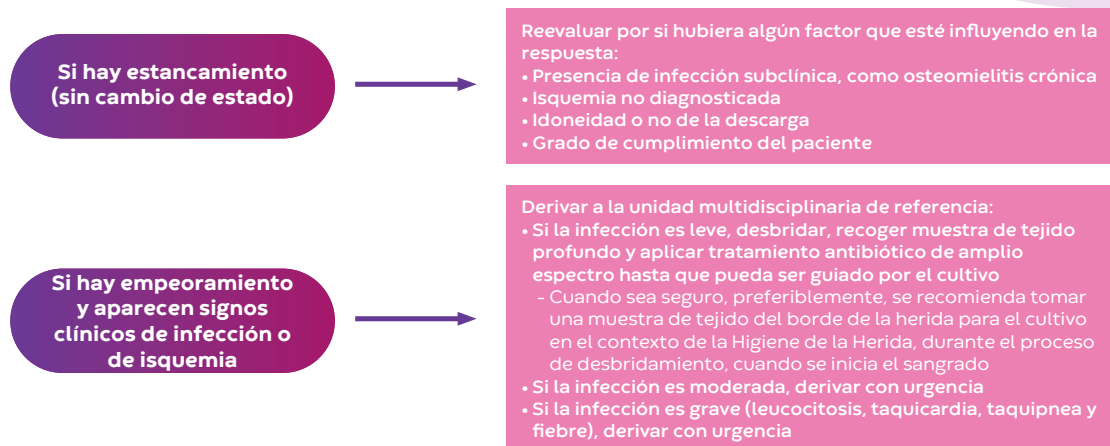 Si hay estancamiento
(sin cambio de estado)
Reevaluar por si hubiera algún factor que esté influyendo en la
respuesta:
• Presencia de infección subclínica, como osteomielitis crónica
• Isquemia no diagnosticada
• Idoneidad o no de la descarga
• Grado de cumplimiento del paciente
Si hay empeoramiento
y aparecen signos
clínicos de infección o
de isquemia
Derivar a la unidad multidisciplinaria de referencia:
• Si la infección es leve, desbridar, recoger muestra de tejido
profundo y aplicar tratamiento antibiótico de amplio
espectro hasta que pueda ser guiado por el cultivo
- Cuando sea seguro, preferiblemente, se recomienda tomar
una muestra de tejido del borde de la herida para el cultivo
en el contexto de la Higiene de la Herida, durante el proceso
de desbridamiento, cuando se inicia el sangrado
• Si la infección es moderada, derivar con urgencia
• Si la infección es grave (leucocitosis, taquicardia, taquipnea y
fiebre), derivar con urgencia